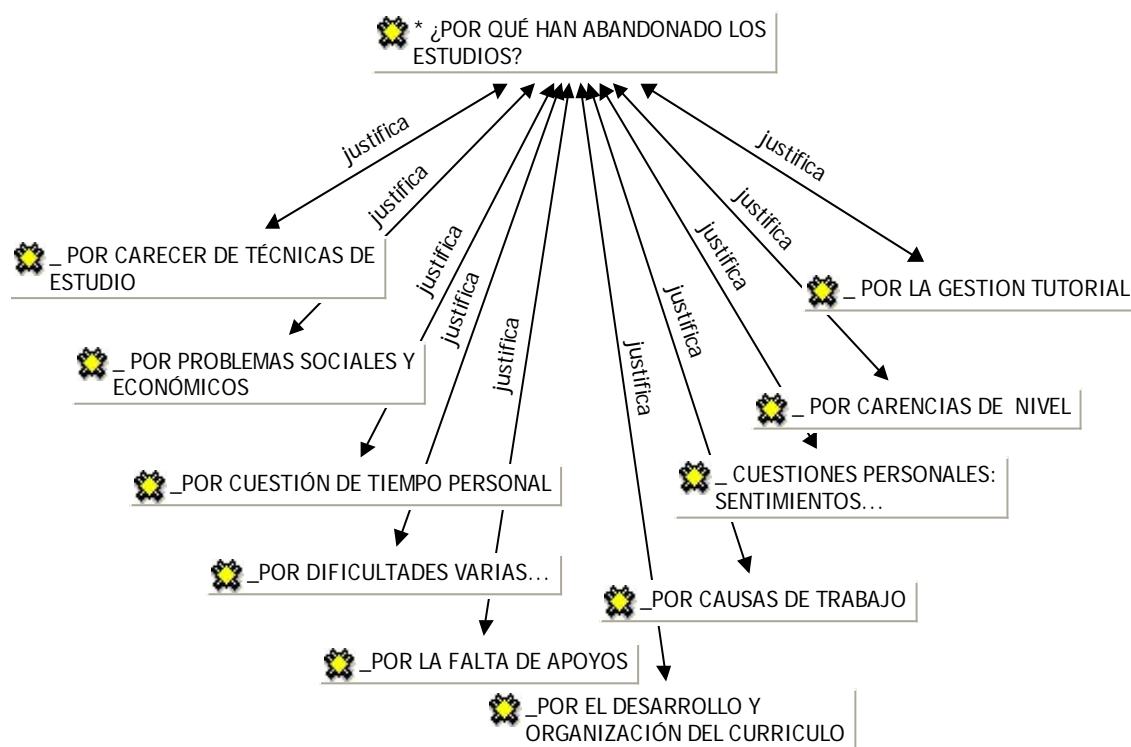 * ¿POR QUÉ HAN ABANDONADO LOS
ESTUDIOS?
justifica
justifica
justifica
justifica
justifica
justifica
justifica
justifica
justifica
justifica
_ POR CARECER DE TÉCNICAS DE
ESTUDIO
_ POR LA GESTION TUTORIAL
_ POR PROBLEMAS SOCIALES Y
ECONÓMICOS
_ POR CARENCIAS DE NIVEL
_POR CUESTIÓN DE TIEMPO PERSONAL
_ CUESTIONES PERSONALES:
SENTIMIENTOS...
_POR DIFICULTADES VARIAS...
_POR CAUSAS DE TRABAJO
_POR LA FALTA DE APOYOS
_POR EL DESARROLLO Y
ORGANIZACIÓN DEL CURRICULO